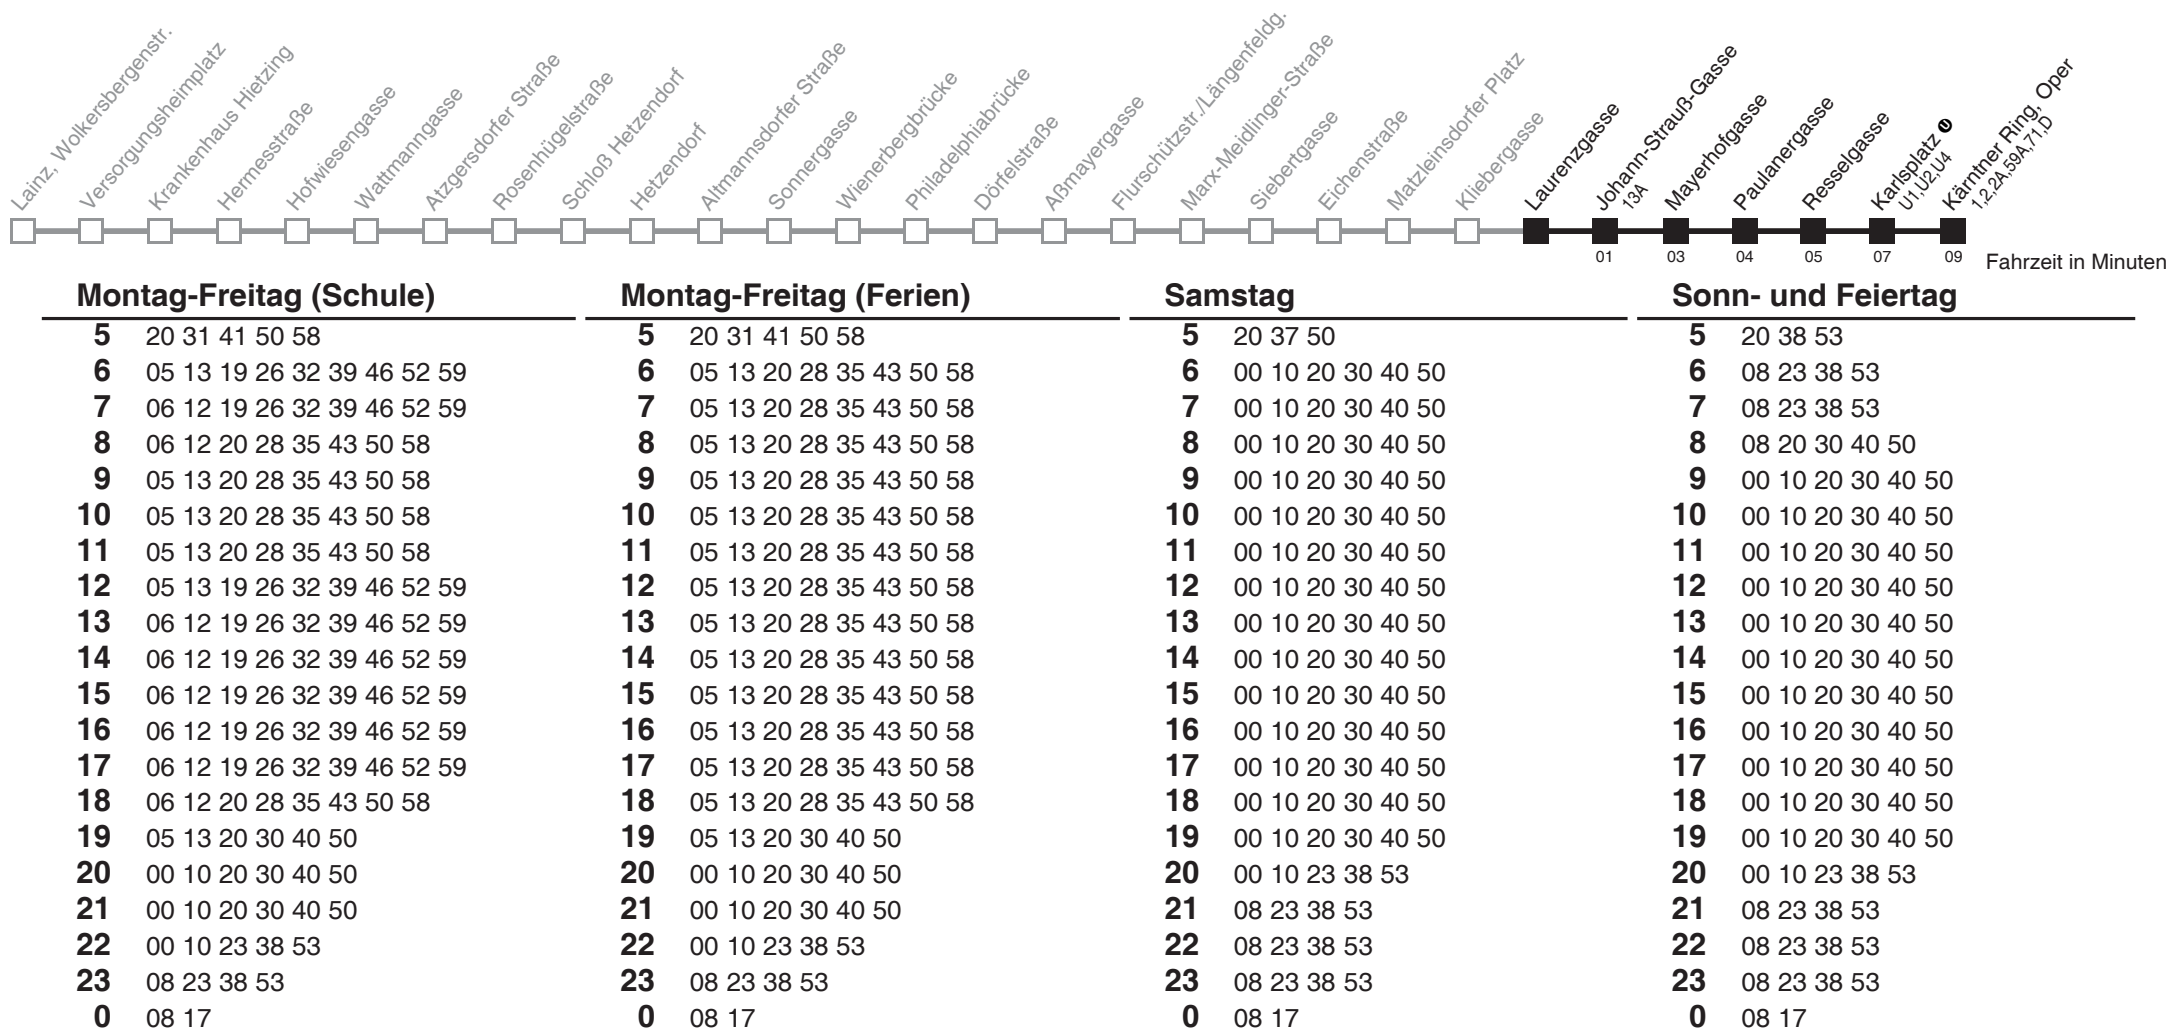 Lainz, Wolkersbergenstr.
Versorgungsheimplatz
Krankenhaus Hietzing
Hermesstraße
Hofwiesengasse
Wattmanngasse
Atzgersdorfer Straße
Rosenhügelstraße
Schloß Hetzendorf
Hetzendorf
Altmannsdorfer Straße
Sonnergasse
Wienerbergbrücke
Philadelphiabrücke
Dörfelstraße
Aßmayergasse
Flurschützstr./Längenfeldg.
Marx-Meidlinger-Straße
Siebertgasse
Eichenstraße
Matzleinsdorfer Platz
Kliebergasse
Laurenzgasse
Johann-Strauß-Gasse
13A
Mayerhofgasse
Paulanergasse
Resselgasse
Karlsplatz U
U1,U2,U4
Kärntner Ring, Oper
1,2,2A,59A,71,D
01 03 04 05 07 09 Fahrzeit in Minuten
Montag-Freitag (Schule)
5 20 31 41 50 58
6 05 13 19 26 32 39 46 52 59
7 06 12 19 26 32 39 46 52 59
8 06 12 20 28 35 43 50 58
9 05 13 20 28 35 43 50 58
10 05 13 20 28 35 43 50 58
11 05 13 20 28 35 43 50 58
12 05 13 19 26 32 39 46 52 59
13 06 12 19 26 32 39 46 52 59
14 06 12 19 26 32 39 46 52 59
15 06 12 19 26 32 39 46 52 59
16 06 12 19 26 32 39 46 52 59
17 06 12 19 26 32 39 46 52 59
18 06 12 20 28 35 43 50 58
19 05 13 20 30 40 50
20 00 10 20 30 40 50
21 00 10 20 30 40 50
22 00 10 23 38 53
23 08 23 38 53
0 08 17
Montag-Freitag (Ferien)
5 20 31 41 50 58
6 05 13 20 28 35 43 50 58
7 05 13 20 28 35 43 50 58
8 05 13 20 28 35 43 50 58
9 05 13 20 28 35 43 50 58
10 05 13 20 28 35 43 50 58
11 05 13 20 28 35 43 50 58
12 05 13 20 28 35 43 50 58
13 05 13 20 28 35 43 50 58
14 05 13 20 28 35 43 50 58
15 05 13 20 28 35 43 50 58
16 05 13 20 28 35 43 50 58
17 05 13 20 28 35 43 50 58
18 05 13 20 28 35 43 50 58
19 05 13 20 30 40 50
20 00 10 20 30 40 50
21 00 10 20 30 40 50
22 00 10 23 38 53
23 08 23 38 53
0 08 17
Samstag
5 20 37 50
6 00 10 20 30 40 50
7 00 10 20 30 40 50
8 00 10 20 30 40 50
9 00 10 20 30 40 50
10 00 10 20 30 40 50
11 00 10 20 30 40 50
12 00 10 20 30 40 50
13 00 10 20 30 40 50
14 00 10 20 30 40 50
15 00 10 20 30 40 50
16 00 10 20 30 40 50
17 00 10 20 30 40 50
18 00 10 20 30 40 50
19 00 10 20 30 40 50
20 00 10 23 38 53
21 08 23 38 53
22 08 23 38 53
23 08 23 38 53
0 08 17
Sonn- und Feiertag
5 20 38 53
6 08 23 38 53
7 08 23 38 53
8 08 20 30 40 50
9 00 10 20 30 40 50
10 00 10 20 30 40 50
11 00 10 20 30 40 50
12 00 10 20 30 40 50
13 00 10 20 30 40 50
14 00 10 20 30 40 50
15 00 10 20 30 40 50
16 00 10 20 30 40 50
17 00 10 20 30 40 50
18 00 10 20 30 40 50
19 00 10 20 30 40 50
20 00 10 23 38 53
21 08 23 38 53
22 08 23 38 53
23 08 23 38 53
0 08 17